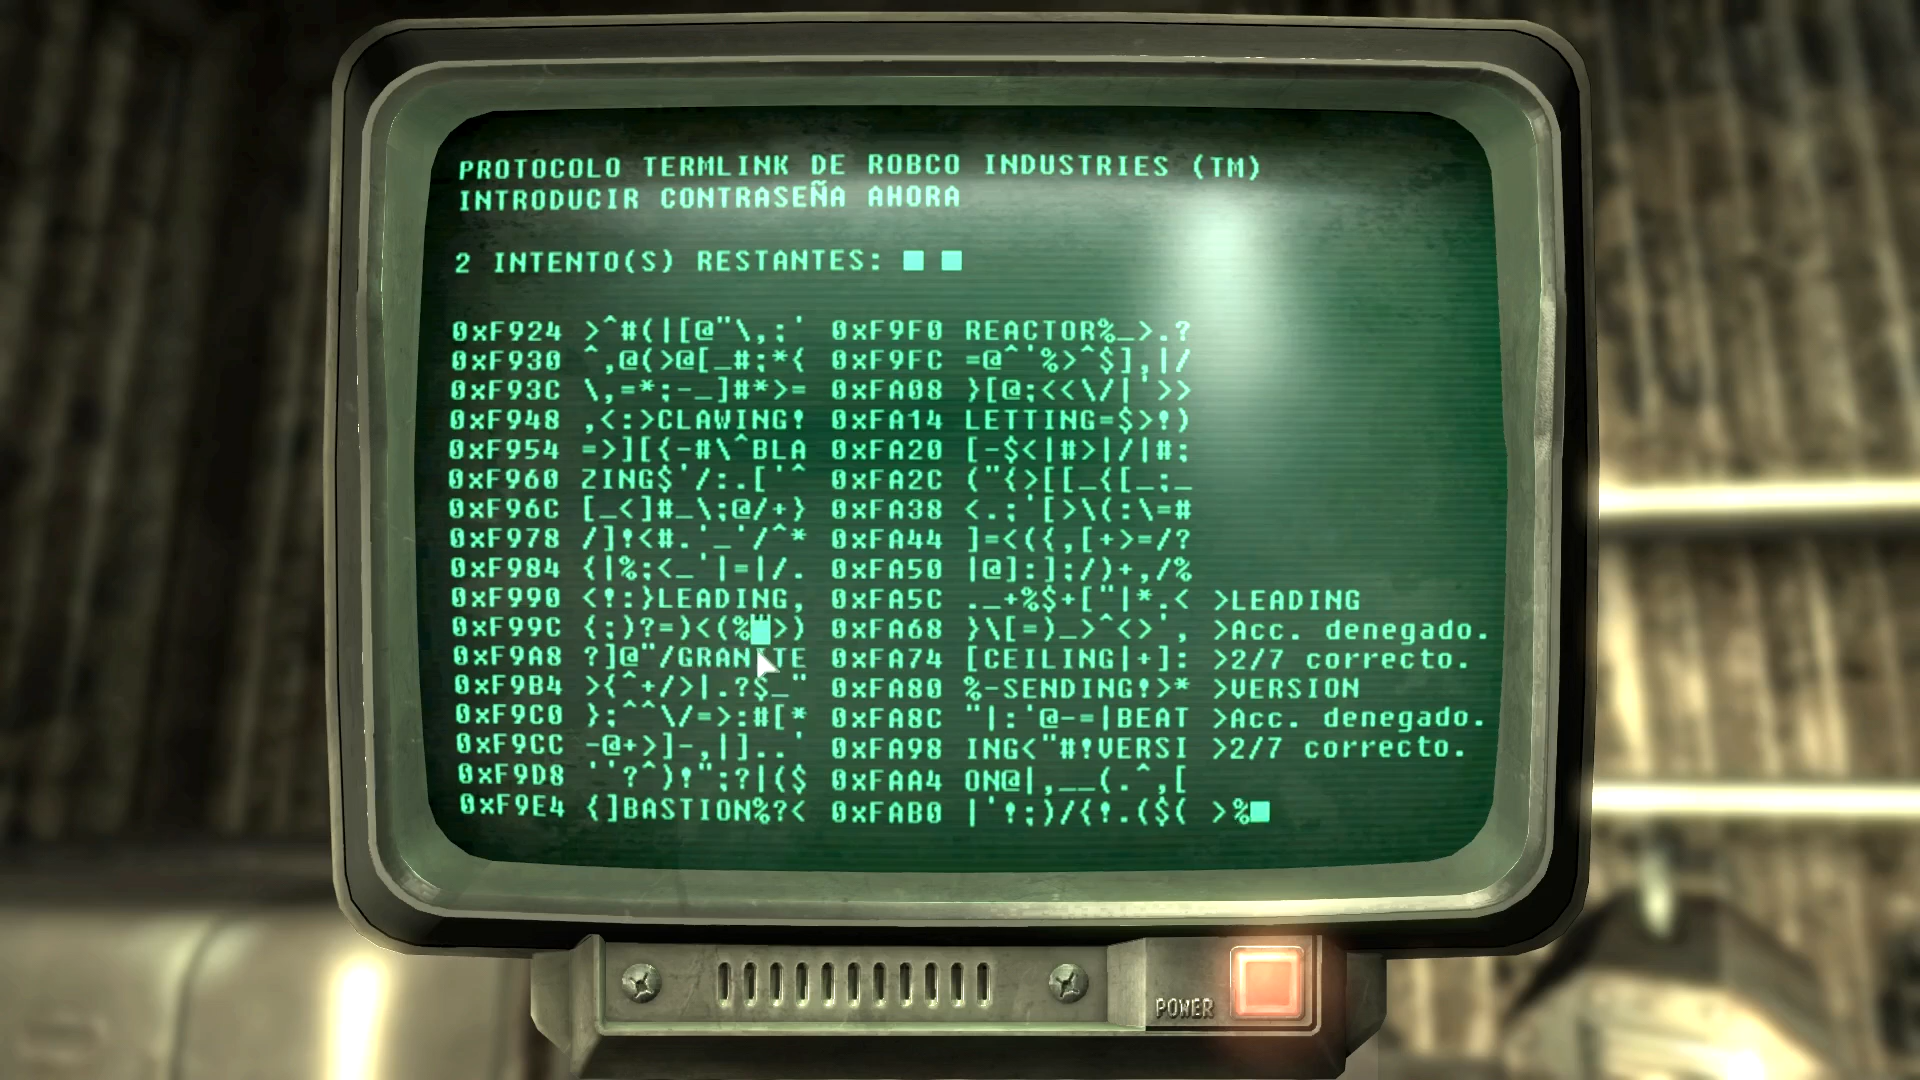 PROTOCOLO TERMLINK DE ROBCO INDUSTRIES (TM)
INTRODUCIR CONTRASEÑA AHORA
2 INTENTO(S) RESTANTES: ■ ■
0xF924 >^#(|[@"\,;' 0xF9F0 REACTOR%_>.?
0xF930 ^,@(>@[_#;*{ 0xF9FC =@^'%>^$],|/
0xF93C \,=*;-_]#*>= 0xFA08 }[@;<<\/|'>>
0xF948 ,<:>CLAWING! 0xFA14 LETTING=$>!)
0xF954 =>][{-#\^BLA 0xFA20 [-$<|#>|/|#;
0xF960 ZING$'/:.['^ 0xFA2C ("{>[[_{[_;_
0xF96C [_<]#_\;@/+} 0xFA38 <.;'[>\(:\=#
0xF978 /]!<#.'_'/^* 0xFA44 ]=<({,[+>=/?
0xF984 {|%;<_'|=|/. 0xFA50 |@]:];/)+,/%
0xF990 <!:}LEADING, 0xFA5C ._+%$+["|*.< >LEADING
0xF99C {;)?=)<(%">)) 0xFA68 }\[=)_>^<>', >Acc. denegado.
0xF9A8 ?]@"/GRANITE 0xFA74 [CEILING|+]: >2/7 correcto.
0xF9B4 >{^+/>|.?$_" 0xFA80 %-SENDING!>* >VERSION
0xF9C0 };^^\/=>:#[* 0xFA8C "|:'@-=|BEAT >Acc. denegado.
0xF9CC -@+>]-,|]..' 0xFA98 ING<"#!VERSI >2/7 correcto.
0xF9D8 ''?^)!";?|($ 0xFAA4 ON@|,__(.^,[
0xF9E4 {]BASTION%?< 0xFAB0 |'!;)/{!.($( >%■
POWER